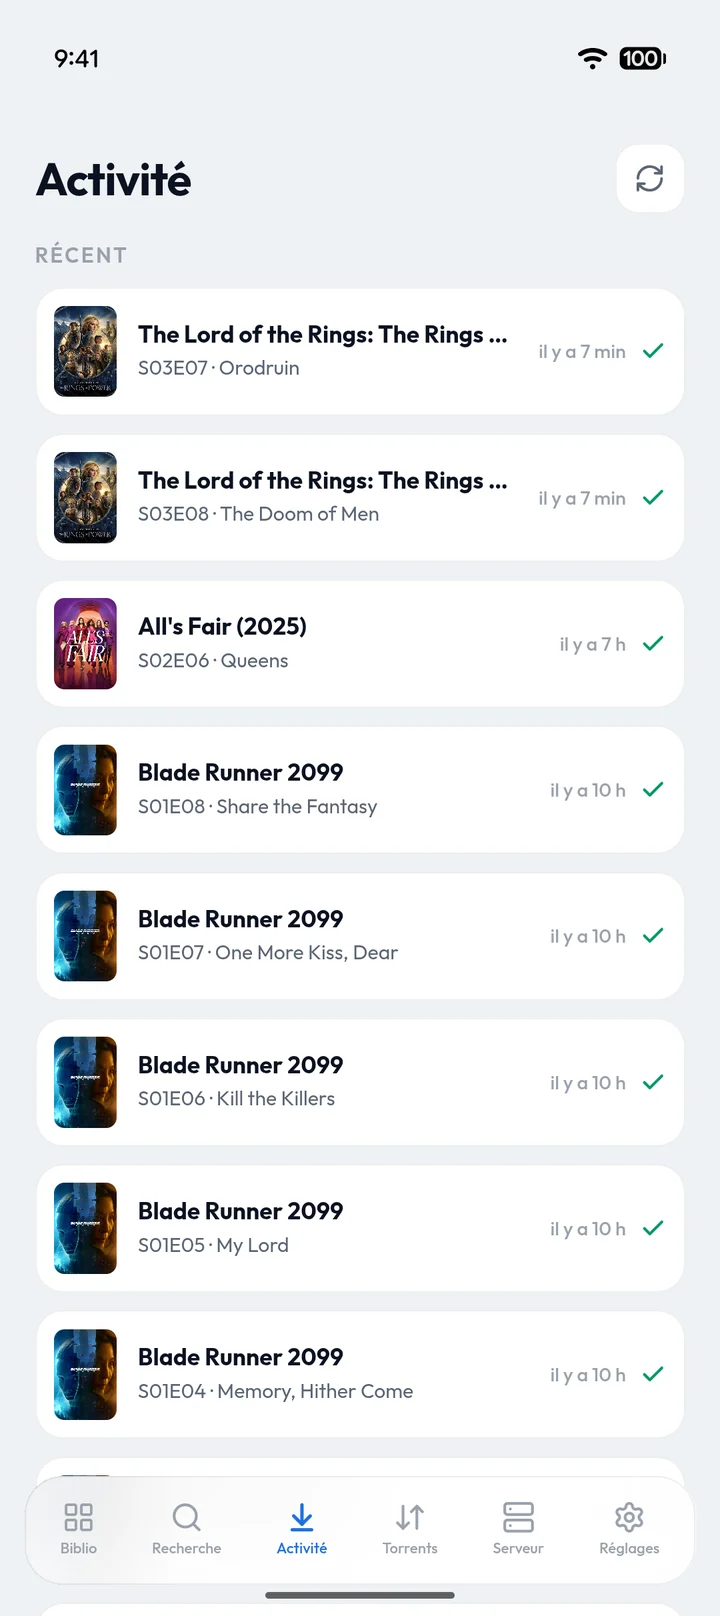 9:41
100
Activité
RÉCENT
The Lord of the Rings: The Rings ...
S03E07 · Orodruin
il y a 7 min
The Lord of the Rings: The Rings ...
S03E08 · The Doom of Men
il y a 7 min
ALL'S
FAIR
All's Fair (2025)
S02E06 · Queens
il y a 7 h
Blade Runner 2099
S01E08 · Share the Fantasy
il y a 10 h
Blade Runner 2099
S01E07 · One More Kiss, Dear
il y a 10 h
Blade Runner 2099
S01E06 · Kill the Killers
il y a 10 h
Blade Runner 2099
S01E05 · My Lord
il y a 10 h
Blade Runner 2099
S01E04 · Memory, Hither Come
il y a 10 h
Biblio
Recherche
Activité
Torrents
Serveur
Réglages